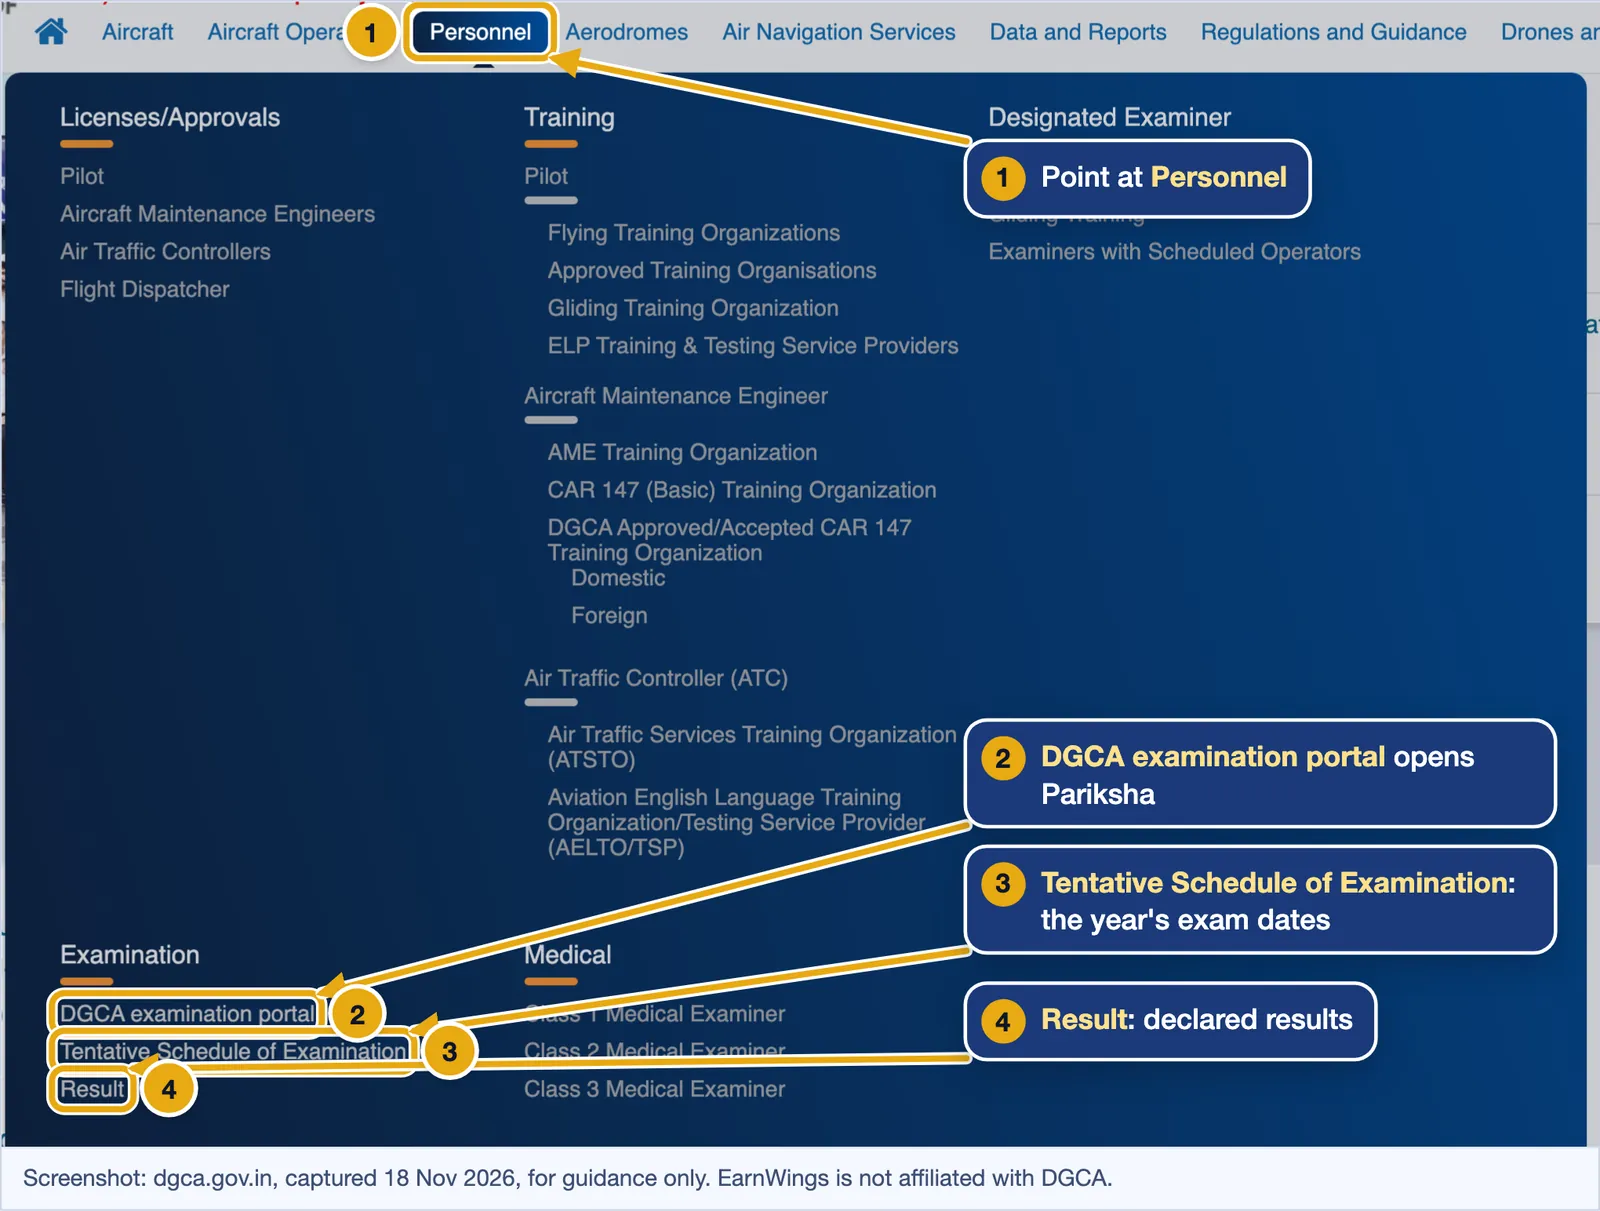 Aircraft
Aircraft Opera
1
Personnel
Aerodromes
Air Navigation Services
Data and Reports
Regulations and Guidance
Drones
Licenses/Approvals
Pilot
Aircraft Maintenance Engineers
Air Traffic Controllers
Flight Dispatcher
Training
Pilot
Flying Training Organizations
Approved Training Organisations
Gliding Training Organization
ELP Training & Testing Service Providers
Aircraft Maintenance Engineer
AME Training Organization
CAR 147 (Basic) Training Organization
DGCA Approved/Accepted CAR 147
Training Organization
Domestic
Foreign
Air Traffic Controller (ATC)
Air Traffic Services Training Organization
(ATSTO)
Aviation English Language Training
Organization/Testing Service Provider
(AELTO/TSP)
Designated Examiner
1 Point at Personnel
Gliding Training
Examiners with Scheduled Operators
2 DGCA examination portal opens
Pariksha
3 Tentative Schedule of Examination:
the year's exam dates
4 Result: declared results
Examination
DGCA examination portal
2
Tentative Schedule of Examination
3
Result
4
Medical
Class 1 Medical Examiner
Class 2 Medical Examiner
Class 3 Medical Examiner
Screenshot: dgca.gov.in, captured 18 Nov 2026, for guidance only. EarnWings is not affiliated with DGCA.